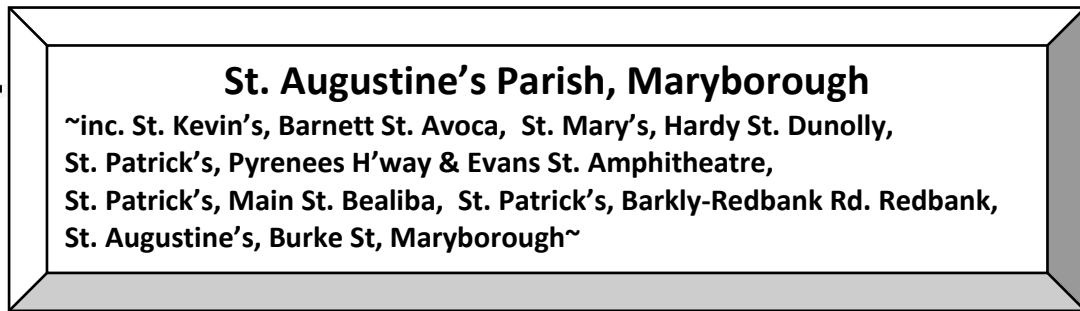 St. Augustine’s Parish, Maryborough
~inc. St. Kevin’s, Barnett St. Avoca,  St. Mary’s, Hardy St. Dunolly,
St. Patrick’s, Pyrenees H’way & Evans St. Amphitheatre,
St. Patrick’s, Main St. Bealiba,  St. Patrick’s, Barkly-Redbank Rd. Redbank,
St. Augustine’s, Burke St, Maryborough~